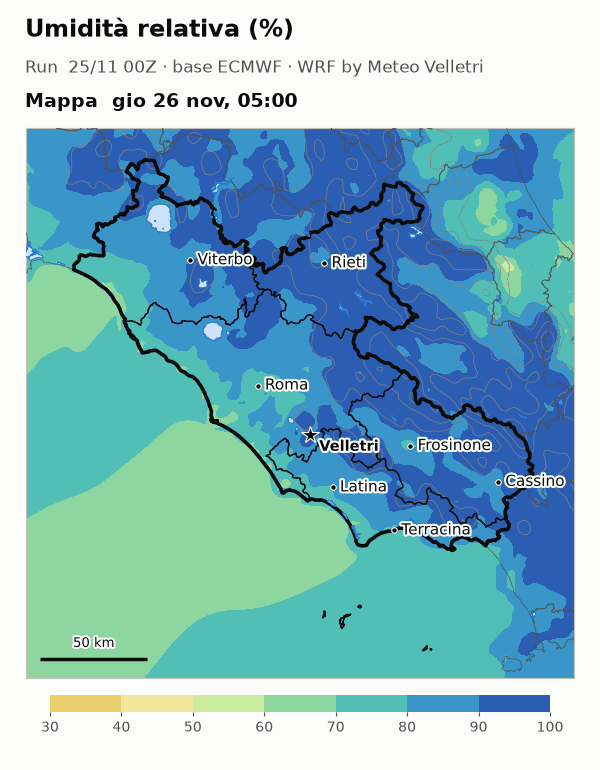 Umidità relativa (%)
Run  25/11 00Z · base ECMWF · WRF by Meteo Velletri
Mappa  gio 26 nov, 05:00
Viterbo
Rieti
Roma
Velletri
Frosinone
Cassino
Latina
Terracina
50 km
30 40 50 60 70 80 90 100